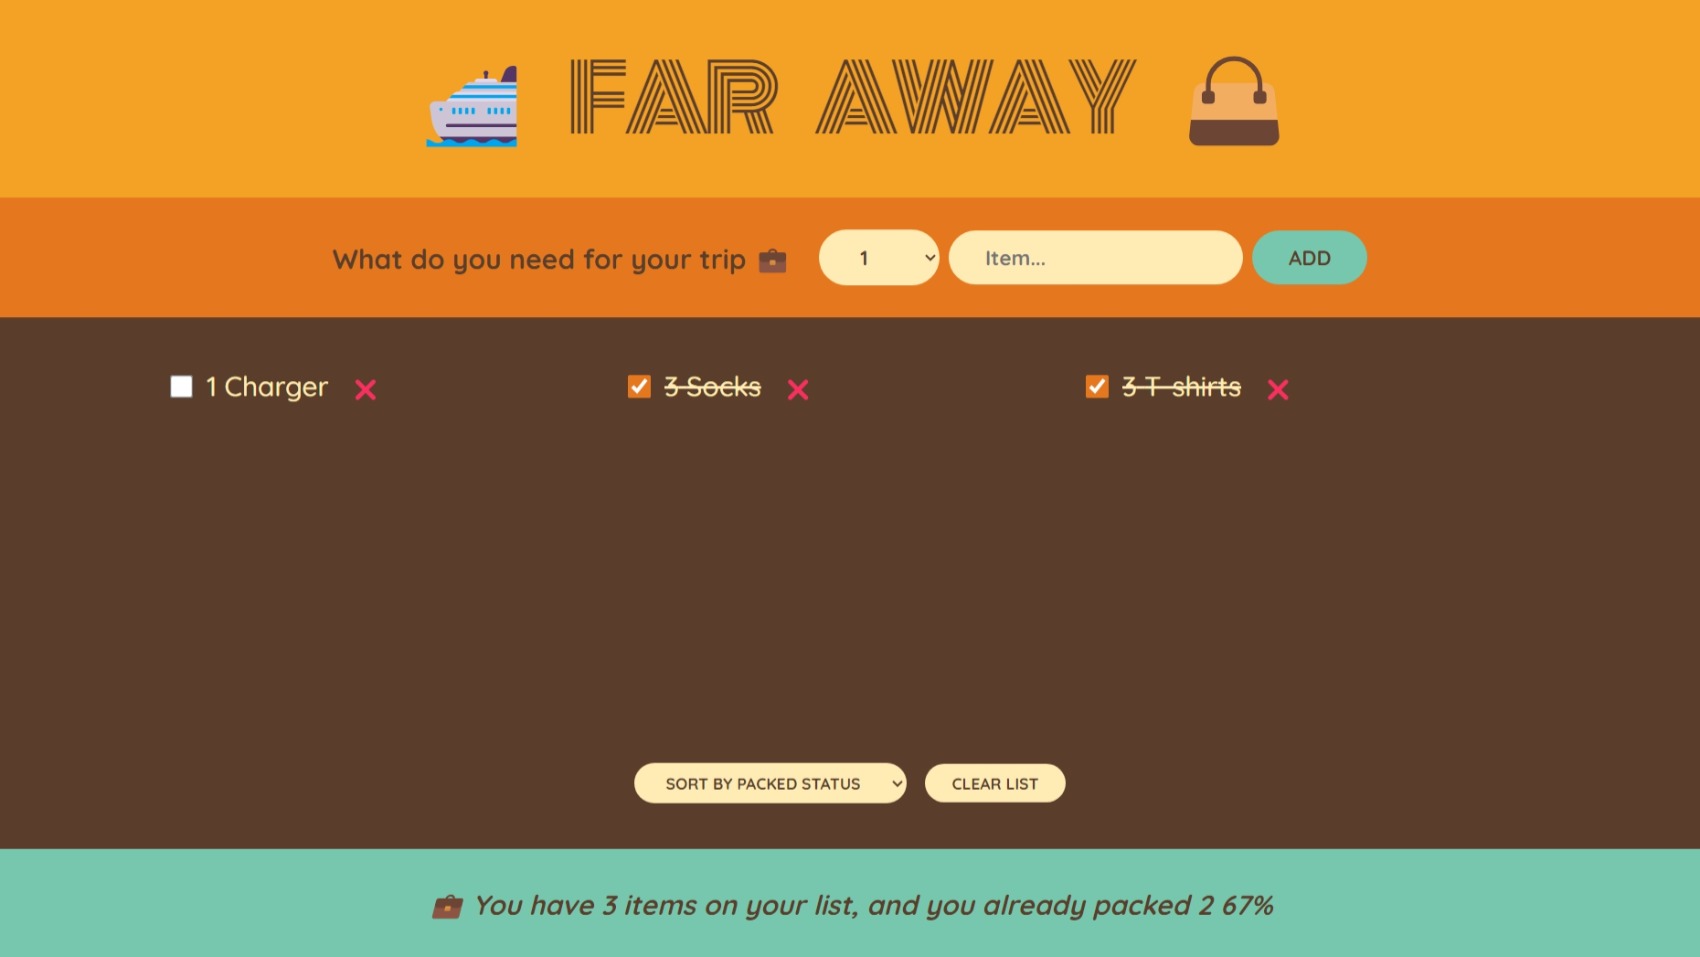 FAR AWAY
What do you need for your trip 1 Item... ADD
1 Charger 3 Socks 3 T-shirts
SORT BY PACKED STATUS CLEAR LIST
You have 3 items on your list, and you already packed 2 67%